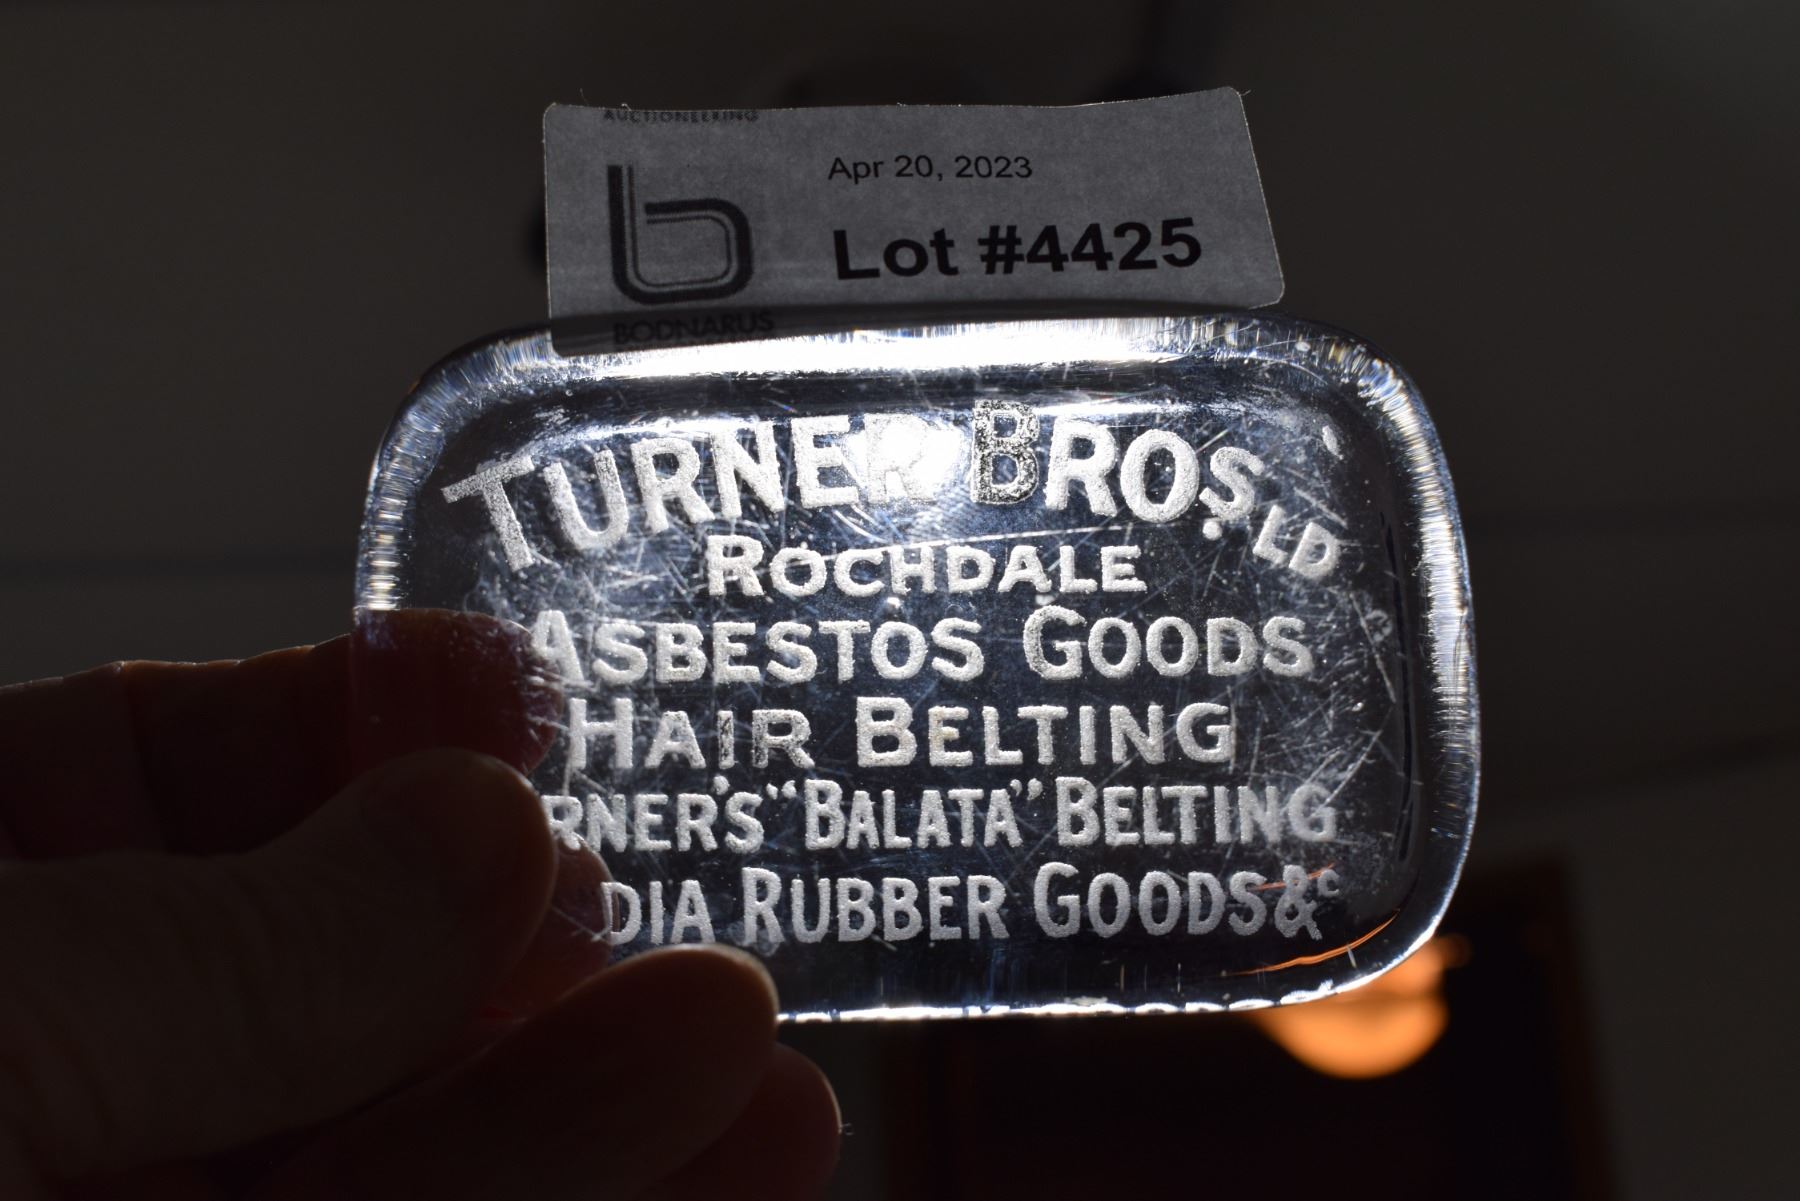 AUCTIONEERING
Apr 20, 2023
Lot #4425
BODNARUS
TURNER BROS. LD
ROCHDALE
ASBESTOS GOODS
HAIR BELTING
RNER'S "BALATA" BELTING
DIA RUBBER GOODS &c